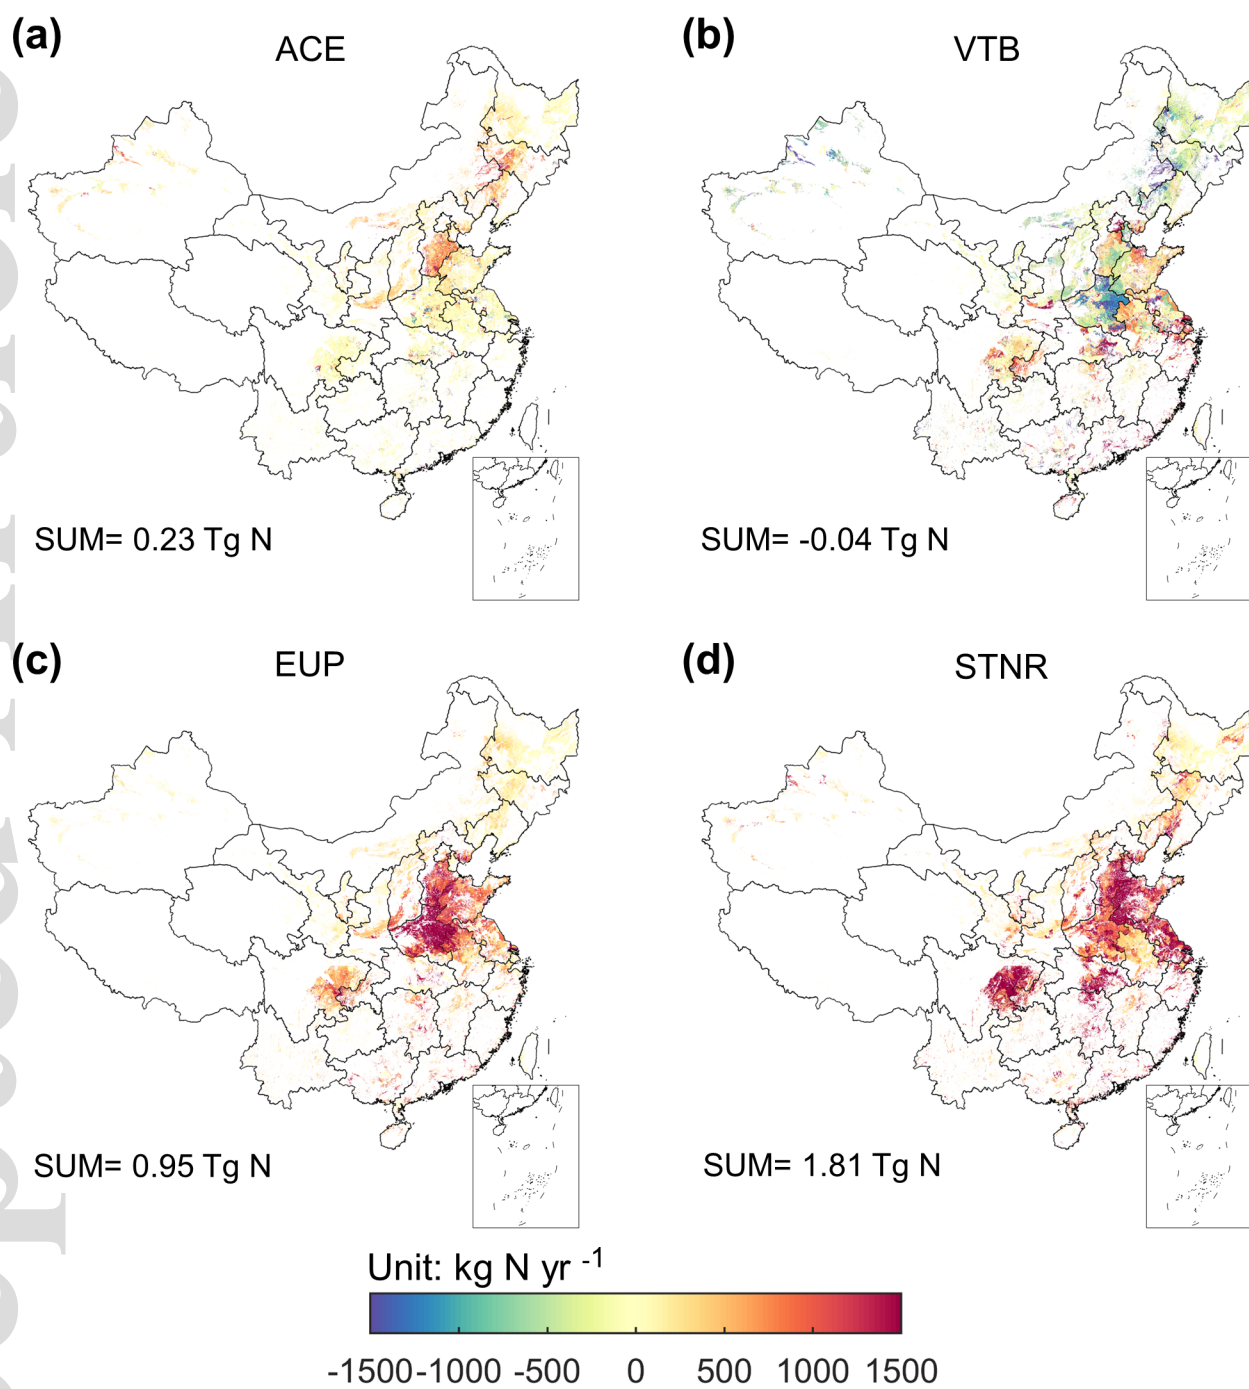 (a)
ACE
(b)
VTB
SUM= 0.23 Tg N
SUM= -0.04 Tg N
(c)
EUP
(d)
STNR
SUM= 0.95 Tg N
SUM= 1.81 Tg N
Unit: kg N yr -1
-1500 -1000 -500 0 500 1000 1500